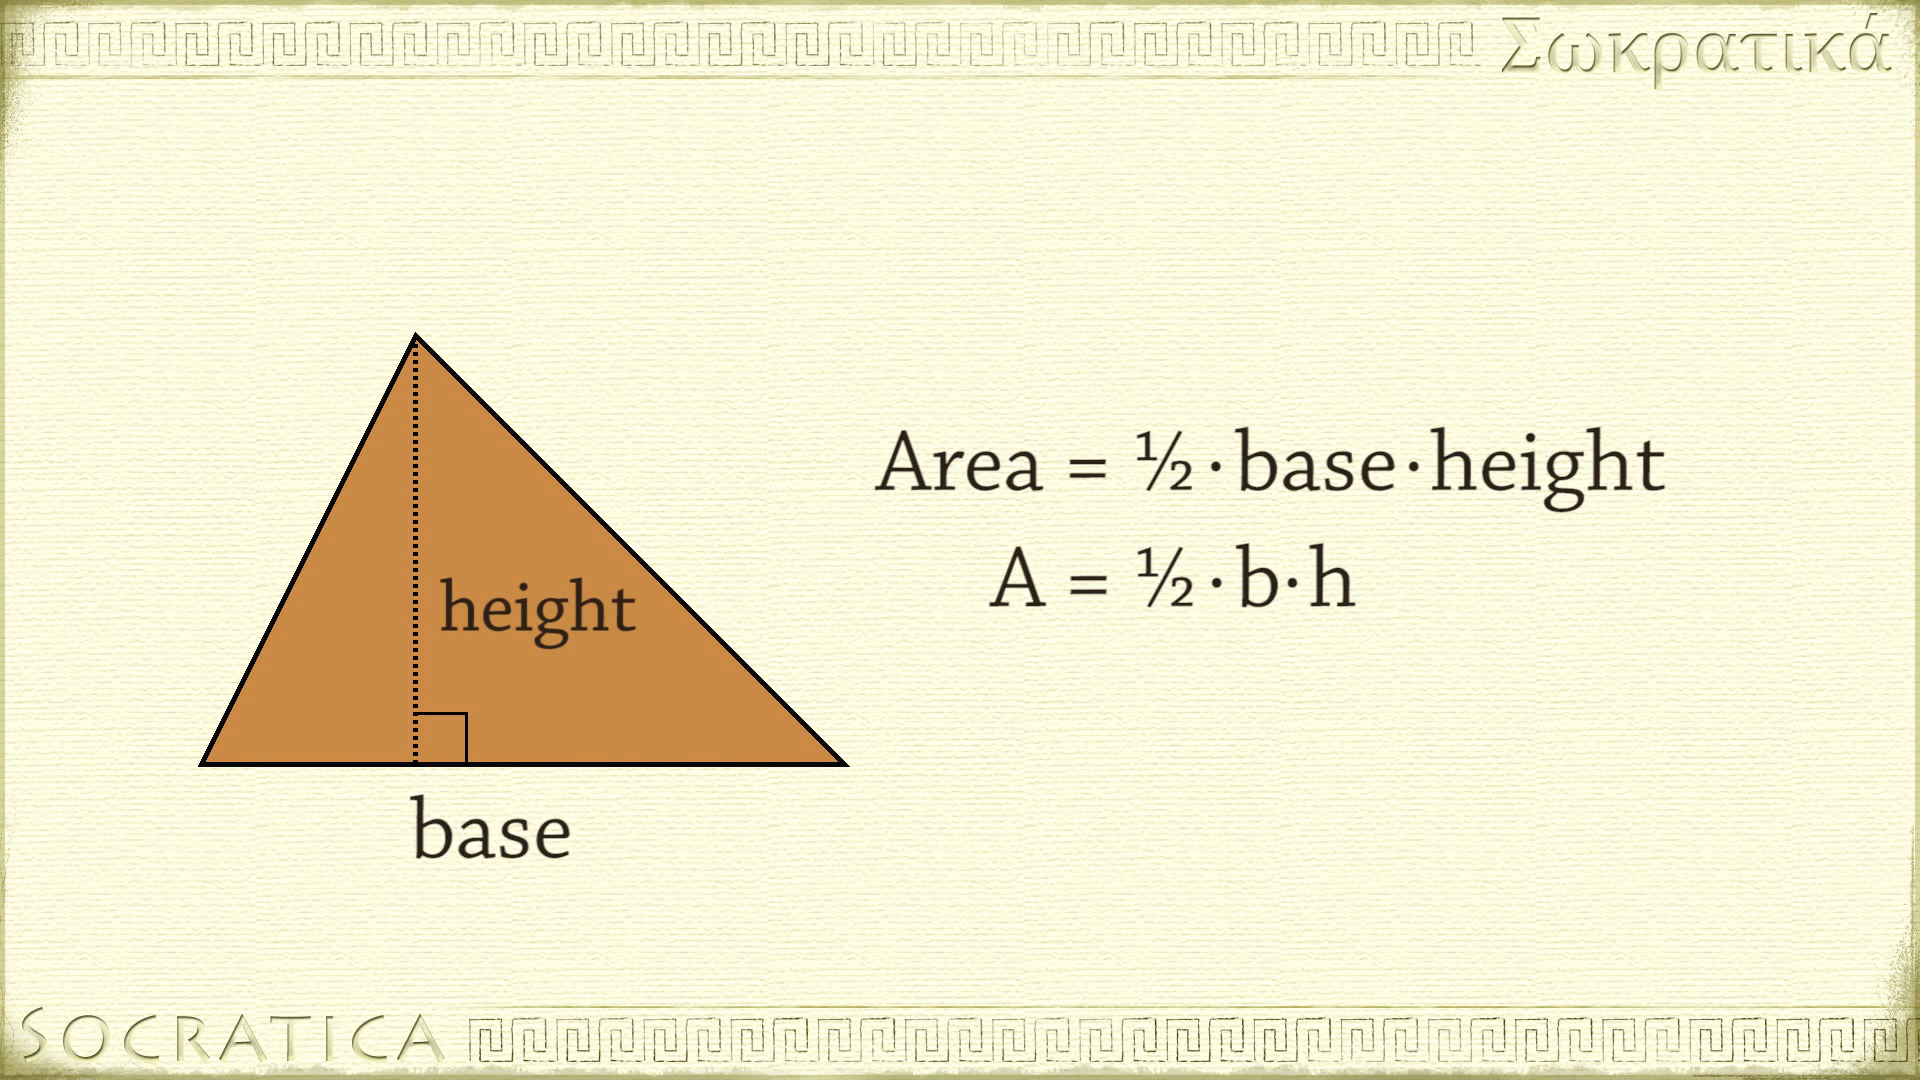 Σωκρατικά
Area = ½·base·height
A = ½·b·h
height
base
SOCRATICA